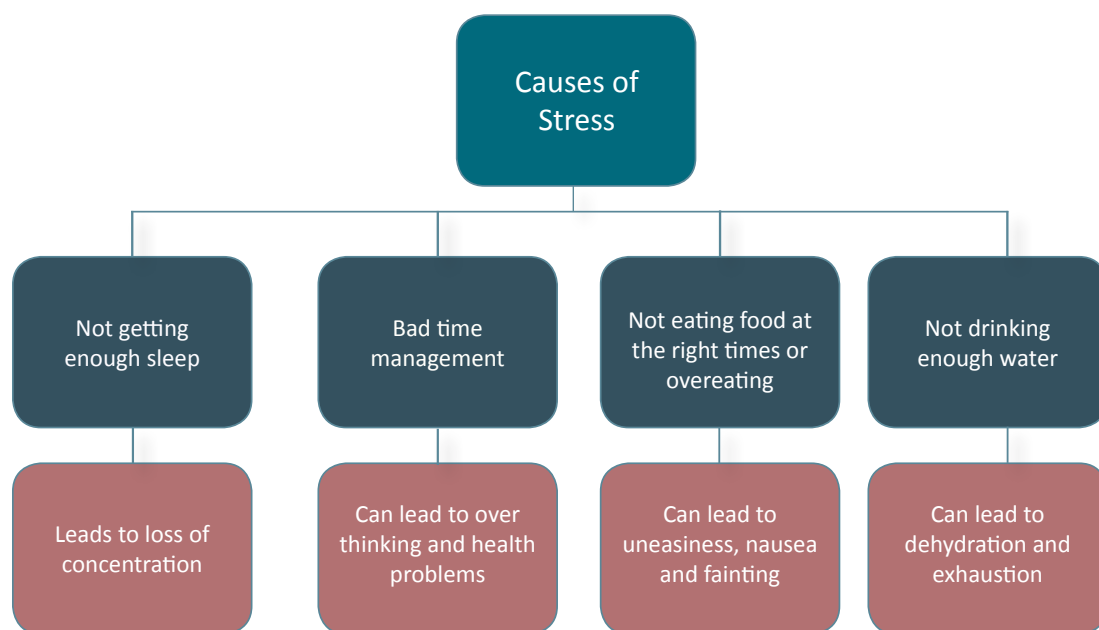 Causes of
Stress
Not getting
enough sleep
Bad time
management
Not eating food at
the right times or
overeating
Not drinking
enough water
Leads to loss of
concentration
Can lead to over
thinking and health
problems
Can lead to
uneasiness, nausea
and fainting
Can lead to
dehydration and
exhaustion